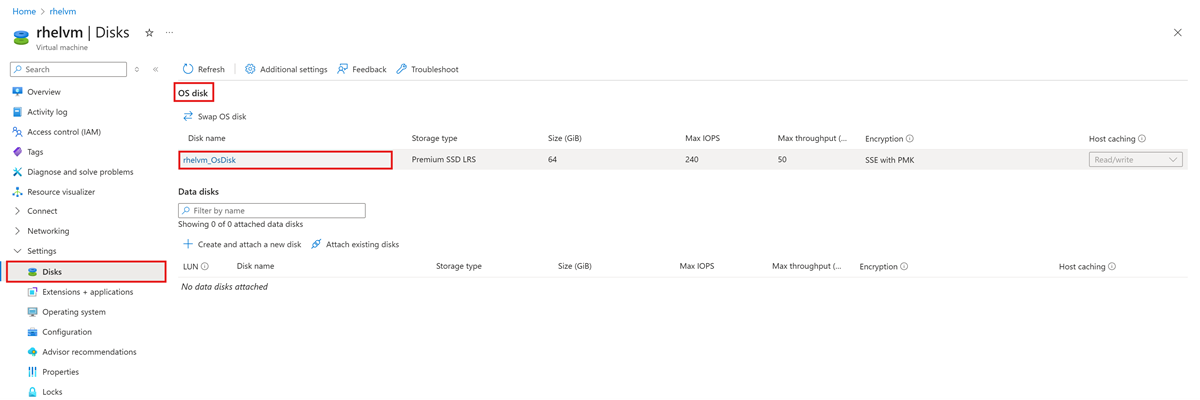 Home > rhelvm
rhelvm | Disks ☆ ...
Virtual machine
Search
Overview
Activity log
Access control (IAM)
Tags
Diagnose and solve problems
Resource visualizer
Connect
Networking
Settings
Disks
Extensions + applications
Operating system
Configuration
Advisor recommendations
Properties
Locks
Refresh Additional settings Feedback Troubleshoot
OS disk
Swap OS disk
Disk name Storage type Size (GiB) Max IOPS Max throughput (... Encryption Host caching
rhelvm_OsDisk Premium SSD LRS 64 240 50 SSE with PMK Read/write
Data disks
Filter by name
Showing 0 of 0 attached data disks
Create and attach a new disk Attach existing disks
LUN Disk name Storage type Size (GiB) Max IOPS Max throughput (... Encryption Host caching
No data disks attached